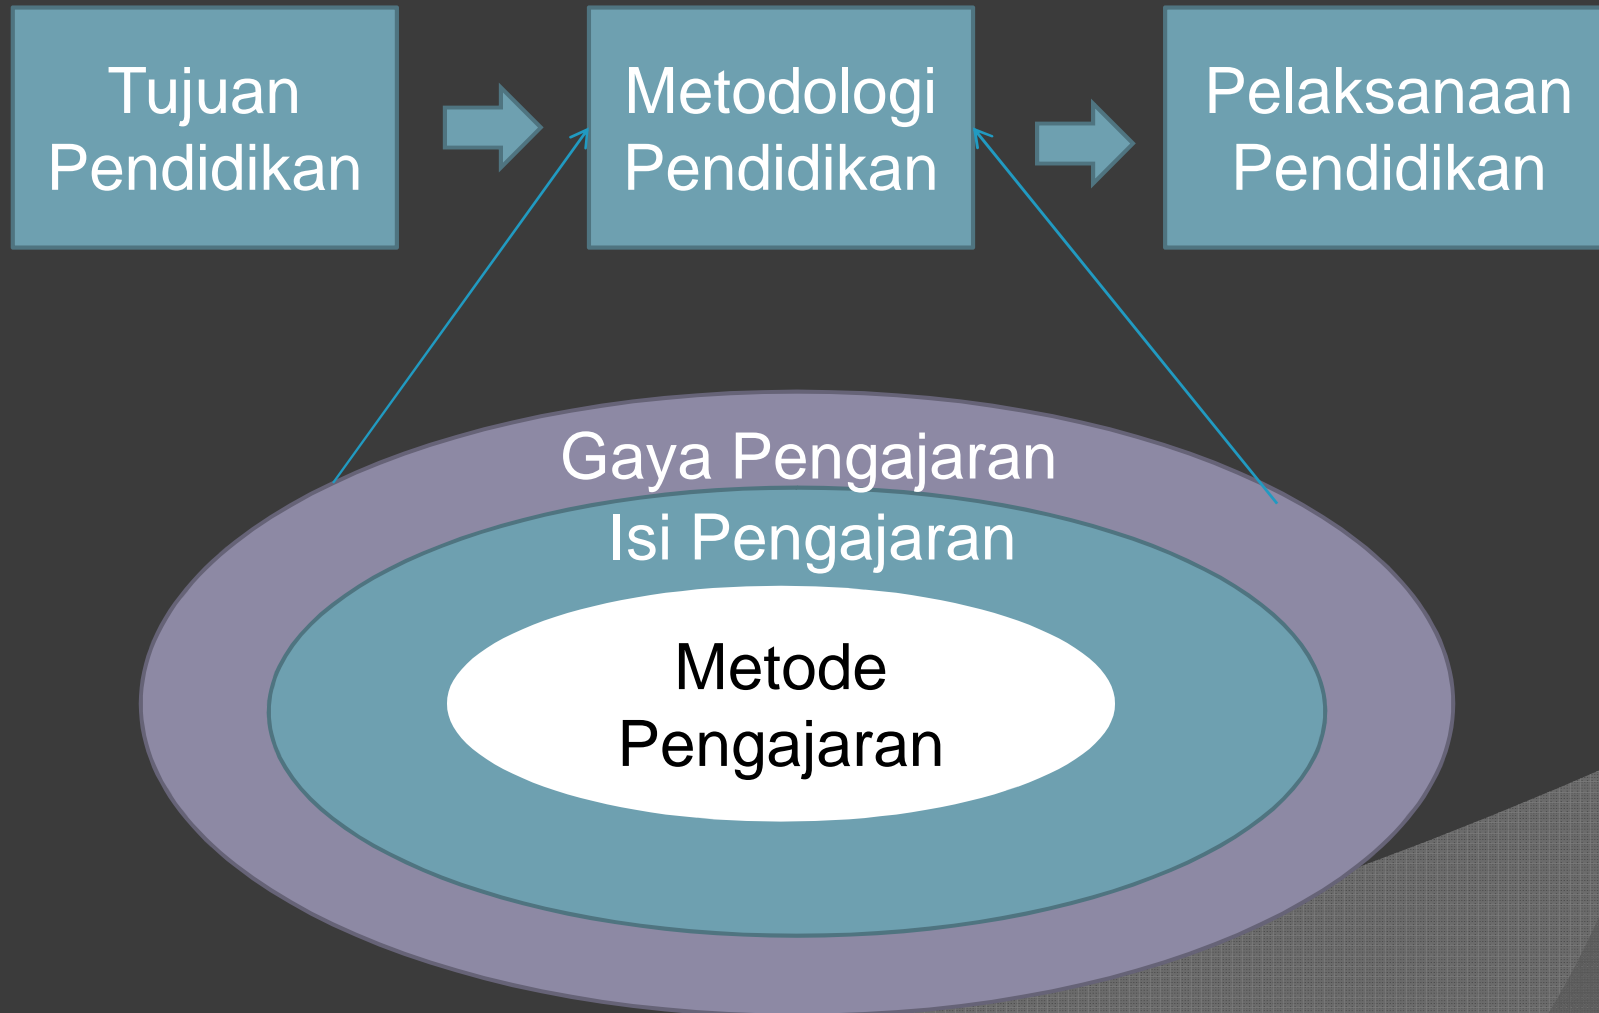 Tujuan
Pendidikan
Metodologi
Pendidikan
Pelaksanaan
Pendidikan
Gaya Pengajaran
Isi Pengajaran
Metode
Pengajaran